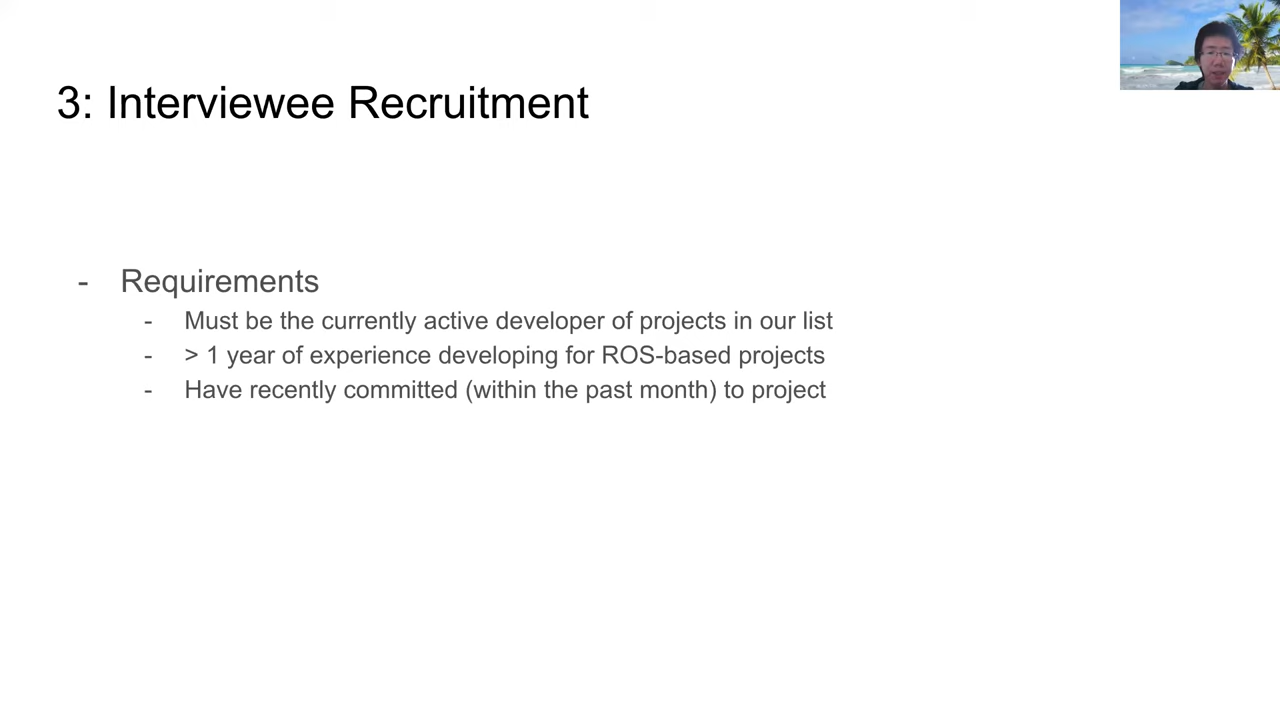 3: Interviewee Recruitment
- Requirements
- Must be the currently active developer of projects in our list
- > 1 year of experience developing for ROS-based projects
- Have recently committed (within the past month) to project